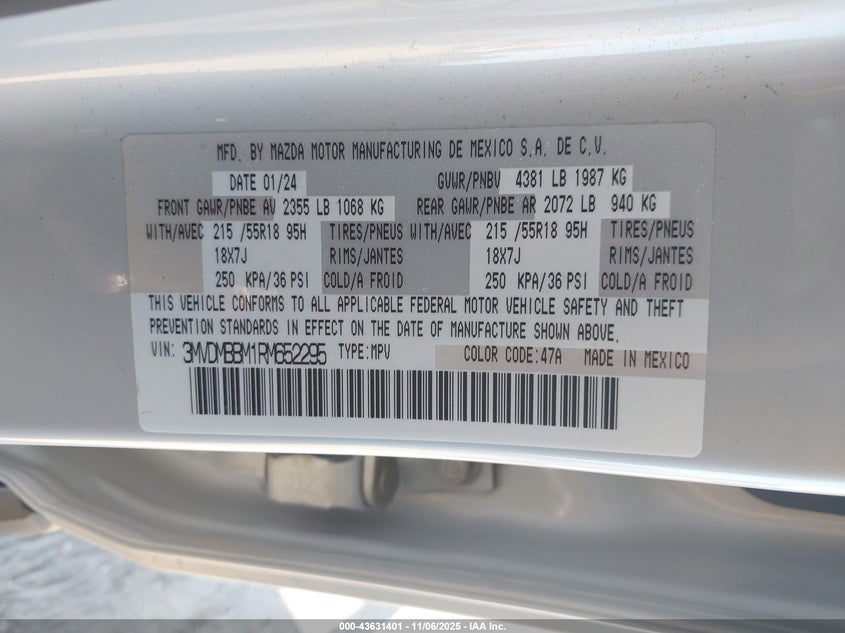 MFD. BY MAZDA MOTOR MANUFACTURING DE MEXICO S.A. DE C.V.
DATE 01/24 GVWR/PNBV 4381 LB 1987 KG
FRONT GAWR/PNBE AV 2355 LB 1068 KG REAR GAWR/PNBE AR 2072 LB 940 KG
WITH/AVEC 215 /55R18 95H TIRES/PNEUS WITH/AVEC 215 /55R18 95H TIRES/PNEUS
18X7J RIMS/JANTES 18X7J RIMS/JANTES
250 KPA/36 PSI COLD/A FROID 250 KPA/36 PSI COLD/A FROID
THIS VEHICLE CONFORMS TO ALL APPLICABLE FEDERAL MOTOR VEHICLE SAFETY AND THEFT
PREVENTION STANDARDS IN EFFECT ON THE DATE OF MANUFACTURE SHOWN ABOVE.
VIN: 3MVDMBBM1RM652295 TYPE:MPV COLOR CODE:47A MADE IN MEXICO
000-43631401 - 11/06/2025 - IAA Inc.